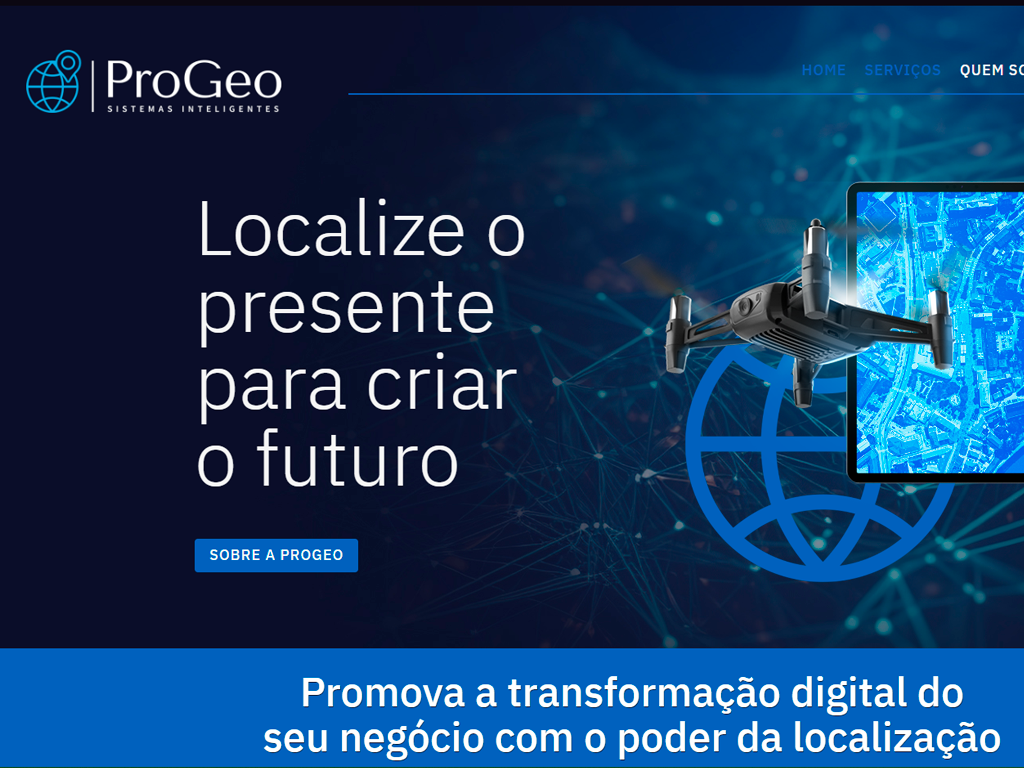 ProGeo
SISTEMAS INTELIGENTES
HOME SERVIÇOS QUEM
Localize o
presente
para criar
o futuro
SOBRE A PROGEO
Promova a transformação digital do
seu negócio com o poder da localização